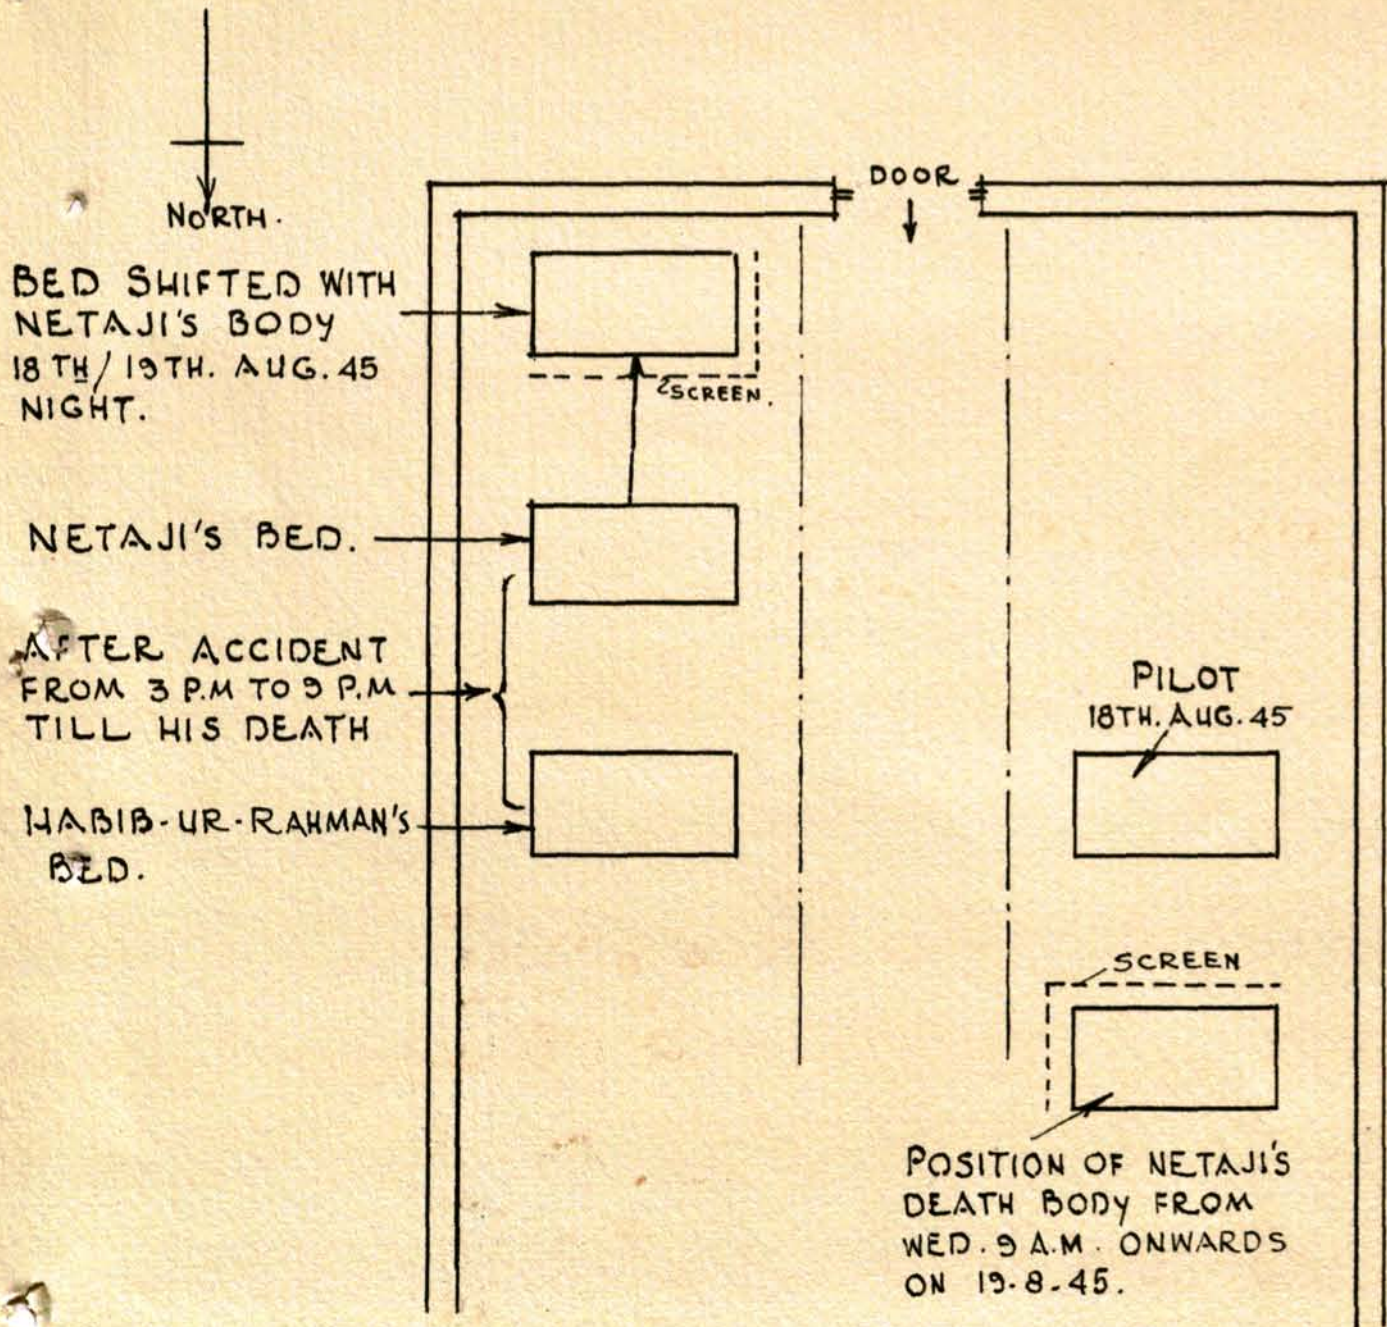 NORTH.
DOOR
BED SHIFTED WITH
NETAJI'S BODY
18TH/19TH. AUG. 45
NIGHT.
SCREEN.
NETAJI'S BED.
AFTER ACCIDENT
FROM 3 P.M TO 9 P.M
TILL HIS DEATH
HABIB-UR-RAHMAN'S
BED.
PILOT
18TH. AUG. 45
SCREEN
POSITION OF NETAJI'S
DEATH BODY FROM
WED. 9 A.M. ONWARDS
ON 19-8-45.